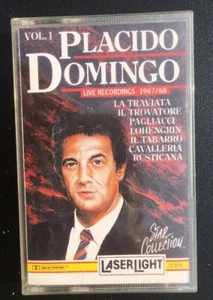 VOL.1 PLACIDO
DOMINGO
LIVE RECORDINGS 1967/68
LA TRAVIATA
IL TROVATORE
PAGLIACCI
LOHENGRIN
IL TABARRO
CAVALLERIA
RUSTICANA
Star
Collection
LASERLIGHT